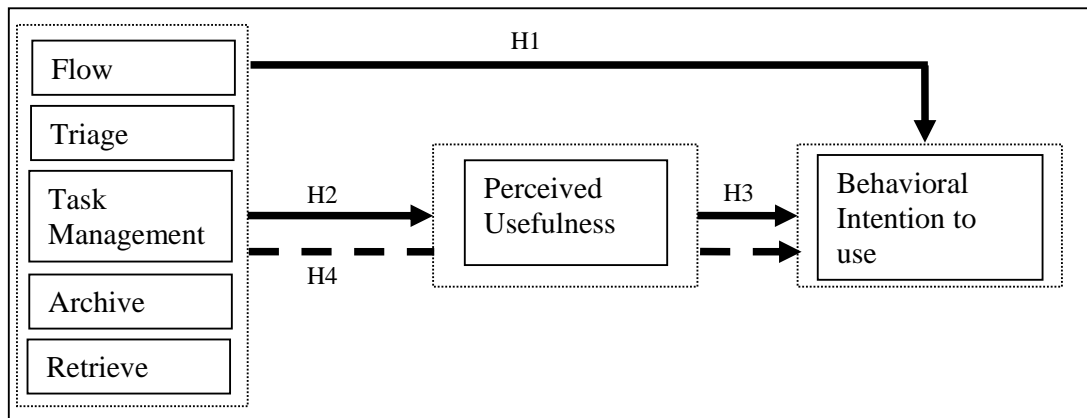 Flow
Triage
Task
Management
Archive
Retrieve
H1
H2
H4
Perceived
Usefulness
H3
Behavioral
Intention to
use